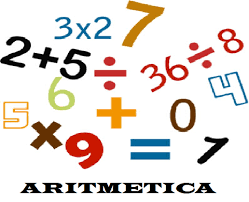 3x2 7
2+5 ÷ 36÷8
6 4
5 + 0
x 9 = 1
ARITMETICA